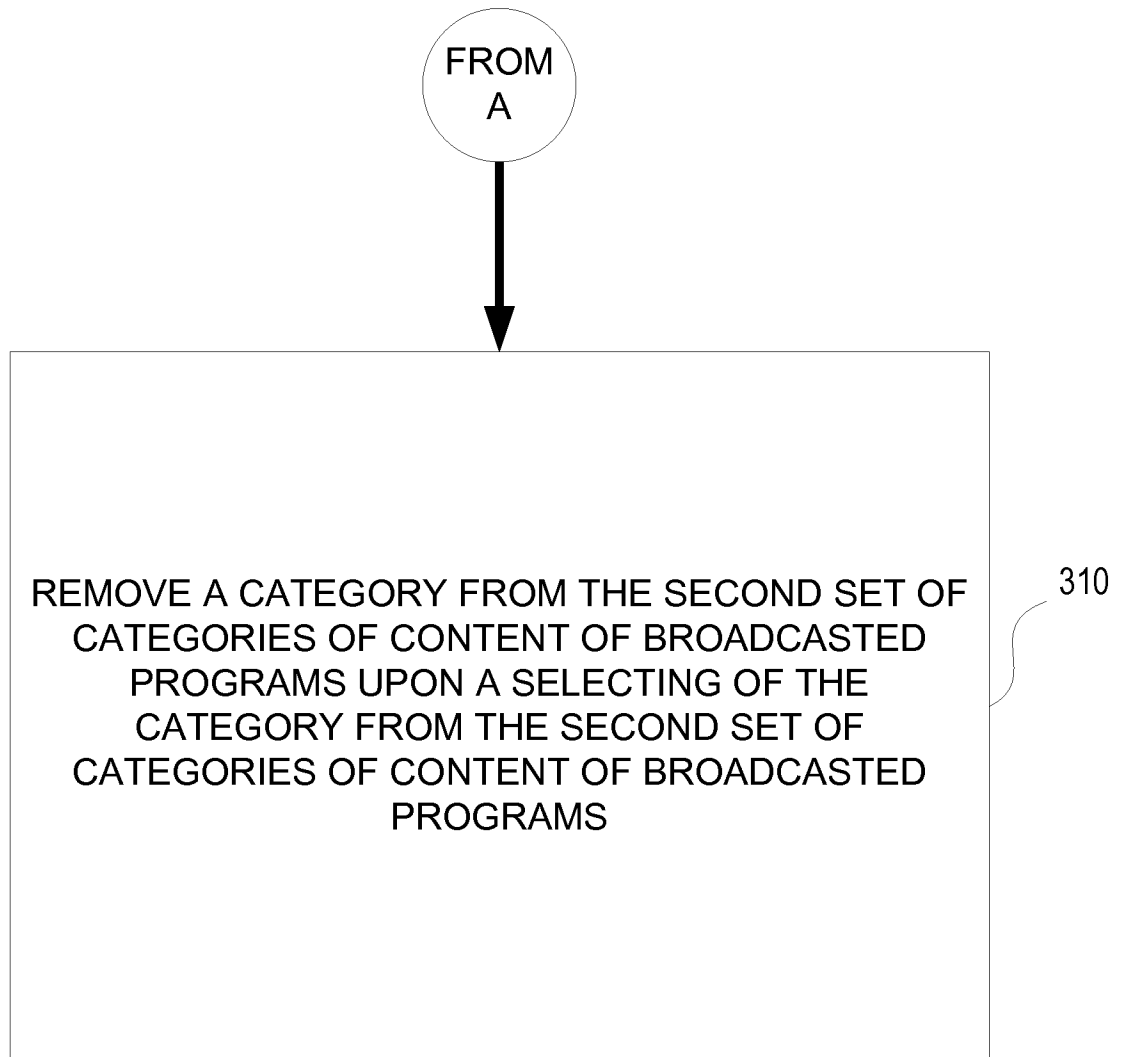 FROM
A
REMOVE A CATEGORY FROM THE SECOND SET OF
CATEGORIES OF CONTENT OF BROADCASTED
PROGRAMS UPON A SELECTING OF THE
CATEGORY FROM THE SECOND SET OF
CATEGORIES OF CONTENT OF BROADCASTED
PROGRAMS
310